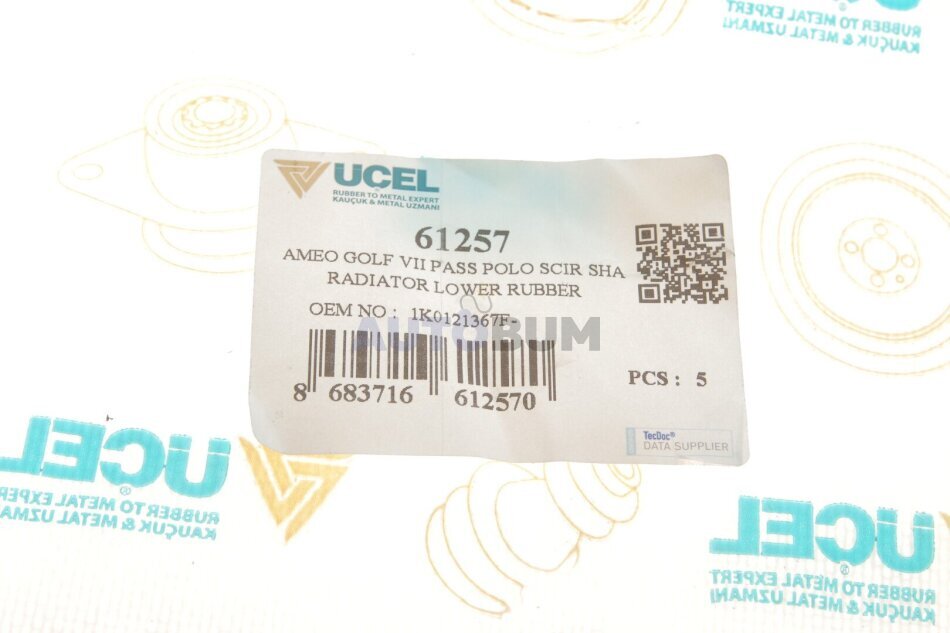 RUBBER TO METAL EXPERT
KAUÇUK & METAL UZMANI
UCEL
RUBBER TO METAL EXPERT
KAUÇUK & METAL UZMANI
61257
AMEO GOLF VII PASS POLO SCIR SHA
RADIATOR LOWER RUBBER
OEM NO : 1K0121367F-
AUTOBUM
8 683716 612570
PCS : 5
TecDoc®
DATA SUPPLIER
UCEL®
RUBBER TO METAL EXPERT
KAUÇUK & METAL UZMA
UCEL®
RUBBER TO METAL EXPERT
KAUÇUK & METAL UZMANI